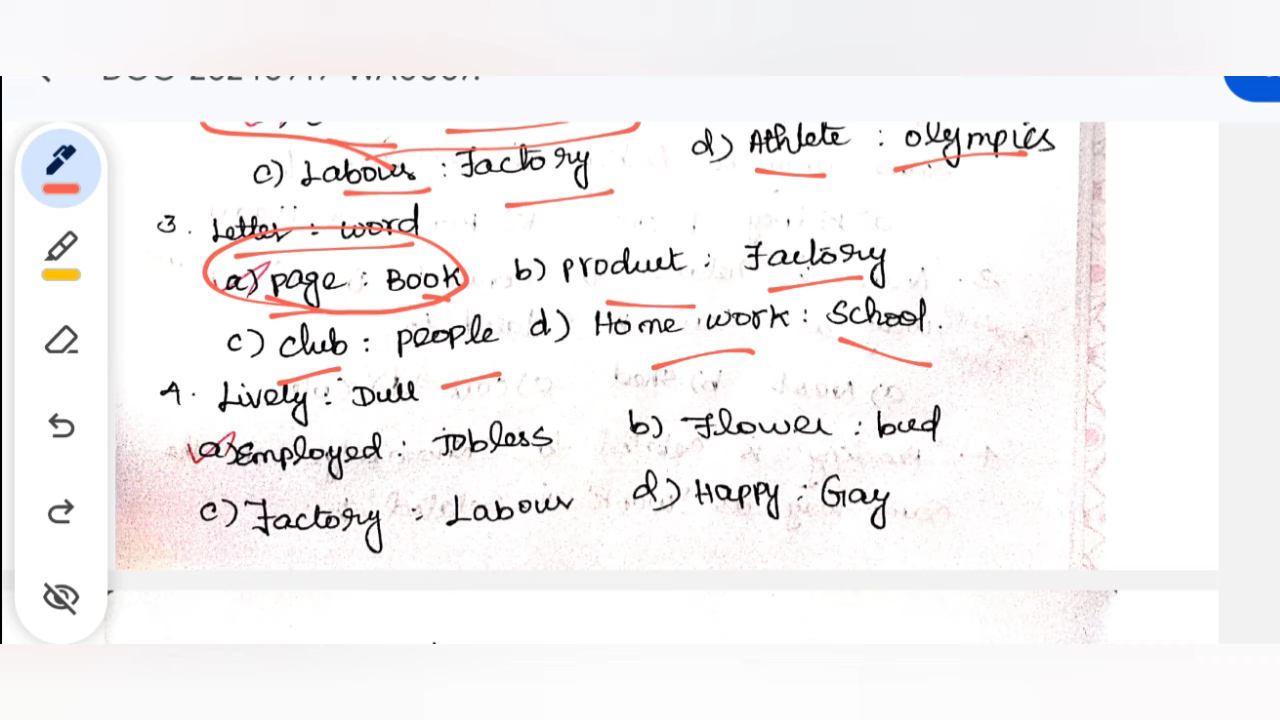 c) Labour : Factory d) Athlete : olympics
3. Letter : word
a) page : Book b) product : Factory
c) club : people d) Home work : School.
4. Lively : Dull
a) Employed : Jobless b) Flower : bud
c) Factory : Labour d) Happy : Gay